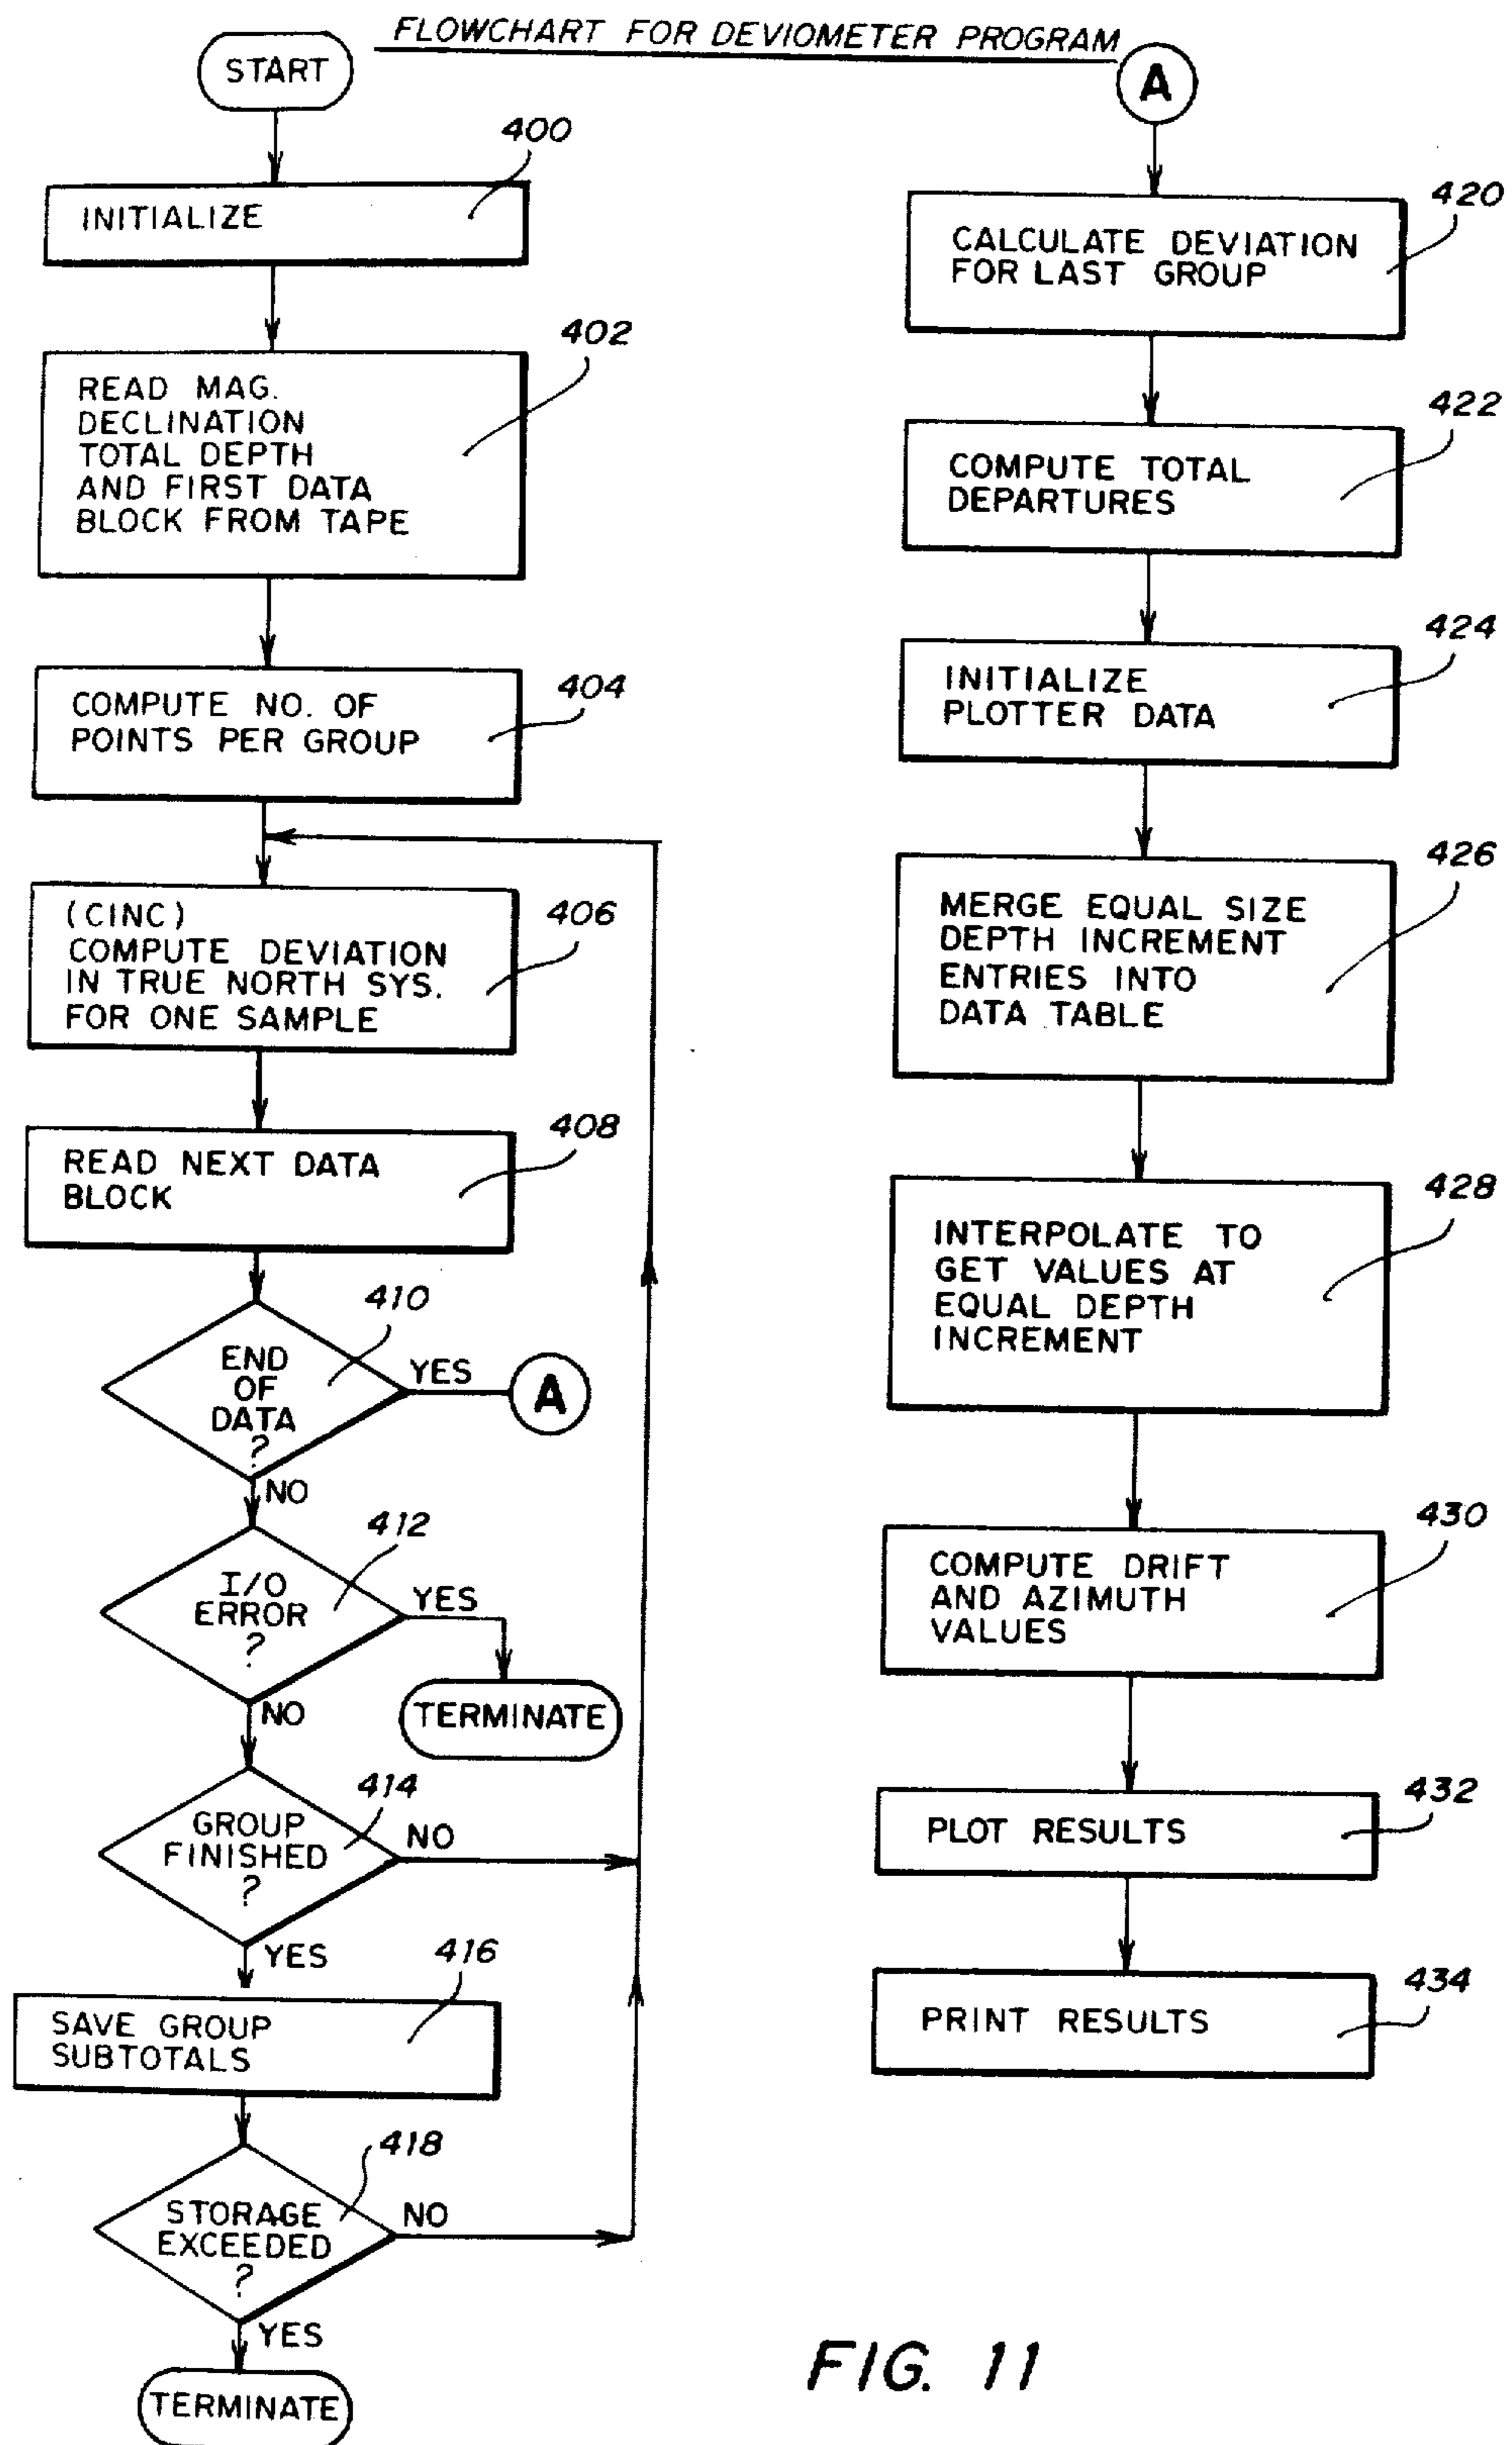 FLOWCHART FOR DEVIOMETER PROGRAM
START
400
INITIALIZE
402
READ MAG.
DECLINATION
TOTAL DEPTH
AND FIRST DATA
BLOCK FROM TAPE
404
COMPUTE NO. OF
POINTS PER GROUP
406
(CINC)
COMPUTE DEVIATION
IN TRUE NORTH SYS.
FOR ONE SAMPLE
408
READ NEXT DATA
BLOCK
410
END
OF
DATA
?
YES
A
NO
412
I/O
ERROR
?
YES
TERMINATE
NO
414
GROUP
FINISHED
?
NO
YES
416
SAVE GROUP
SUBTOTALS
418
STORAGE
EXCEEDED
?
NO
YES
TERMINATE
A
420
CALCULATE DEVIATION
FOR LAST GROUP
422
COMPUTE TOTAL
DEPARTURES
424
INITIALIZE
PLOTTER DATA
426
MERGE EQUAL SIZE
DEPTH INCREMENT
ENTRIES INTO
DATA TABLE
428
INTERPOLATE TO
GET VALUES AT
EQUAL DEPTH
INCREMENT
430
COMPUTE DRIFT
AND AZIMUTH
VALUES
432
PLOT RESULTS
434
PRINT RESULTS
FIG. 11